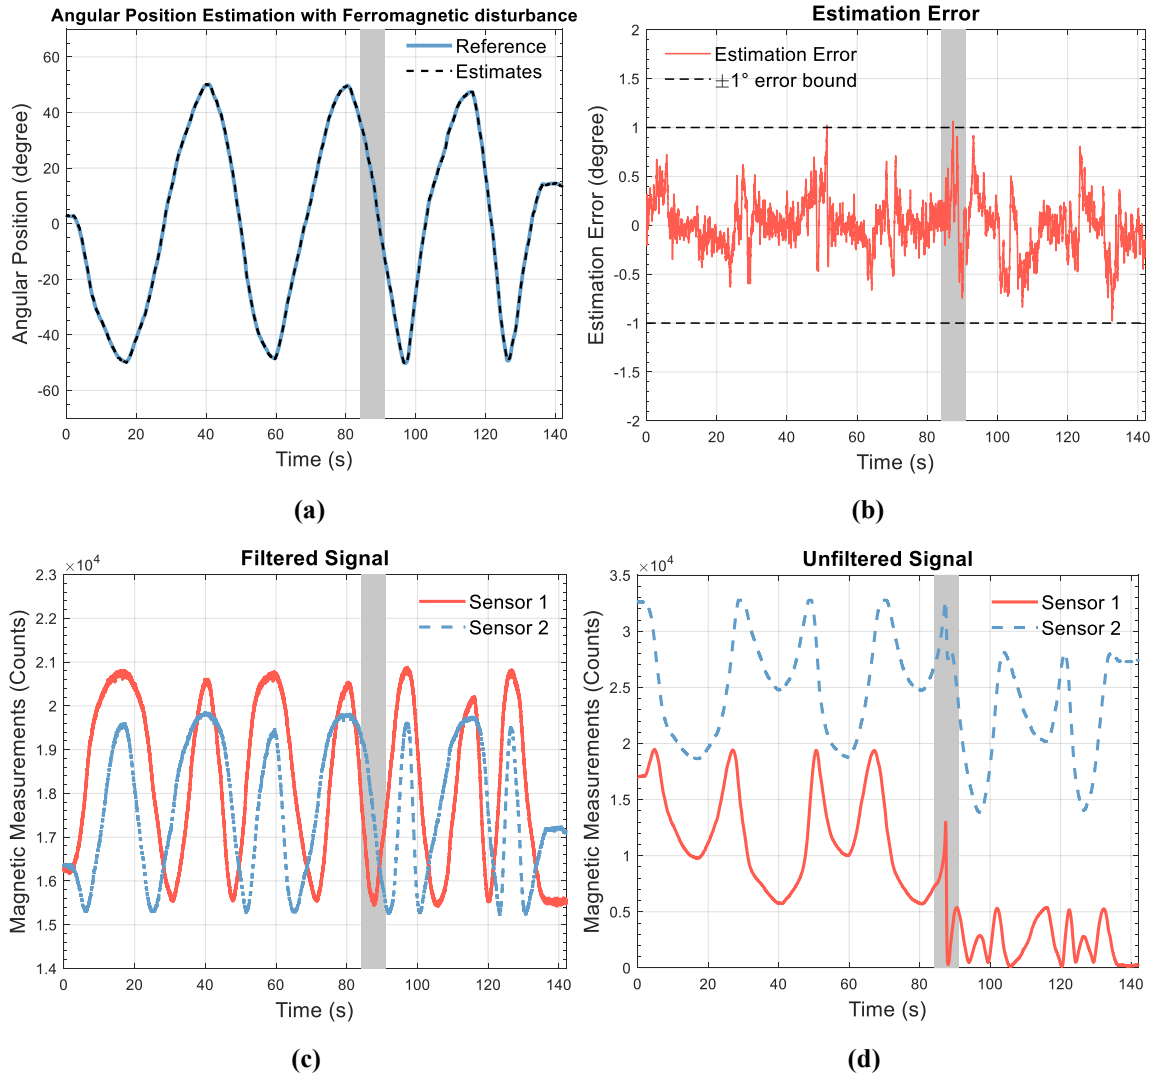 Angular Position Estimation with Ferromagnetic disturbance
Reference
Estimates
Angular Position (degree)
60
40
20
0
-20
-40
-60
0 20 40 60 80 100 120 140
Time (s)
(a)
Estimation Error
Estimation Error
±1° error bound
Estimation Error (degree)
2
1.5
1
0.5
0
-0.5
-1
-1.5
-2
0 20 40 60 80 100 120 140
Time (s)
(b)
Filtered Signal
×10⁴
Sensor 1
Sensor 2
Magnetic Measurements (Counts)
2.3
2.2
2.1
2
1.9
1.8
1.7
1.6
1.5
1.4
0 20 40 60 80 100 120 140
Time (s)
(c)
Unfiltered Signal
×10⁴
Sensor 1
Sensor 2
Magnetic Measurements (Counts)
3.5
3
2.5
2
1.5
1
0.5
0
0 20 40 60 80 100 120 140
Time (s)
(d)